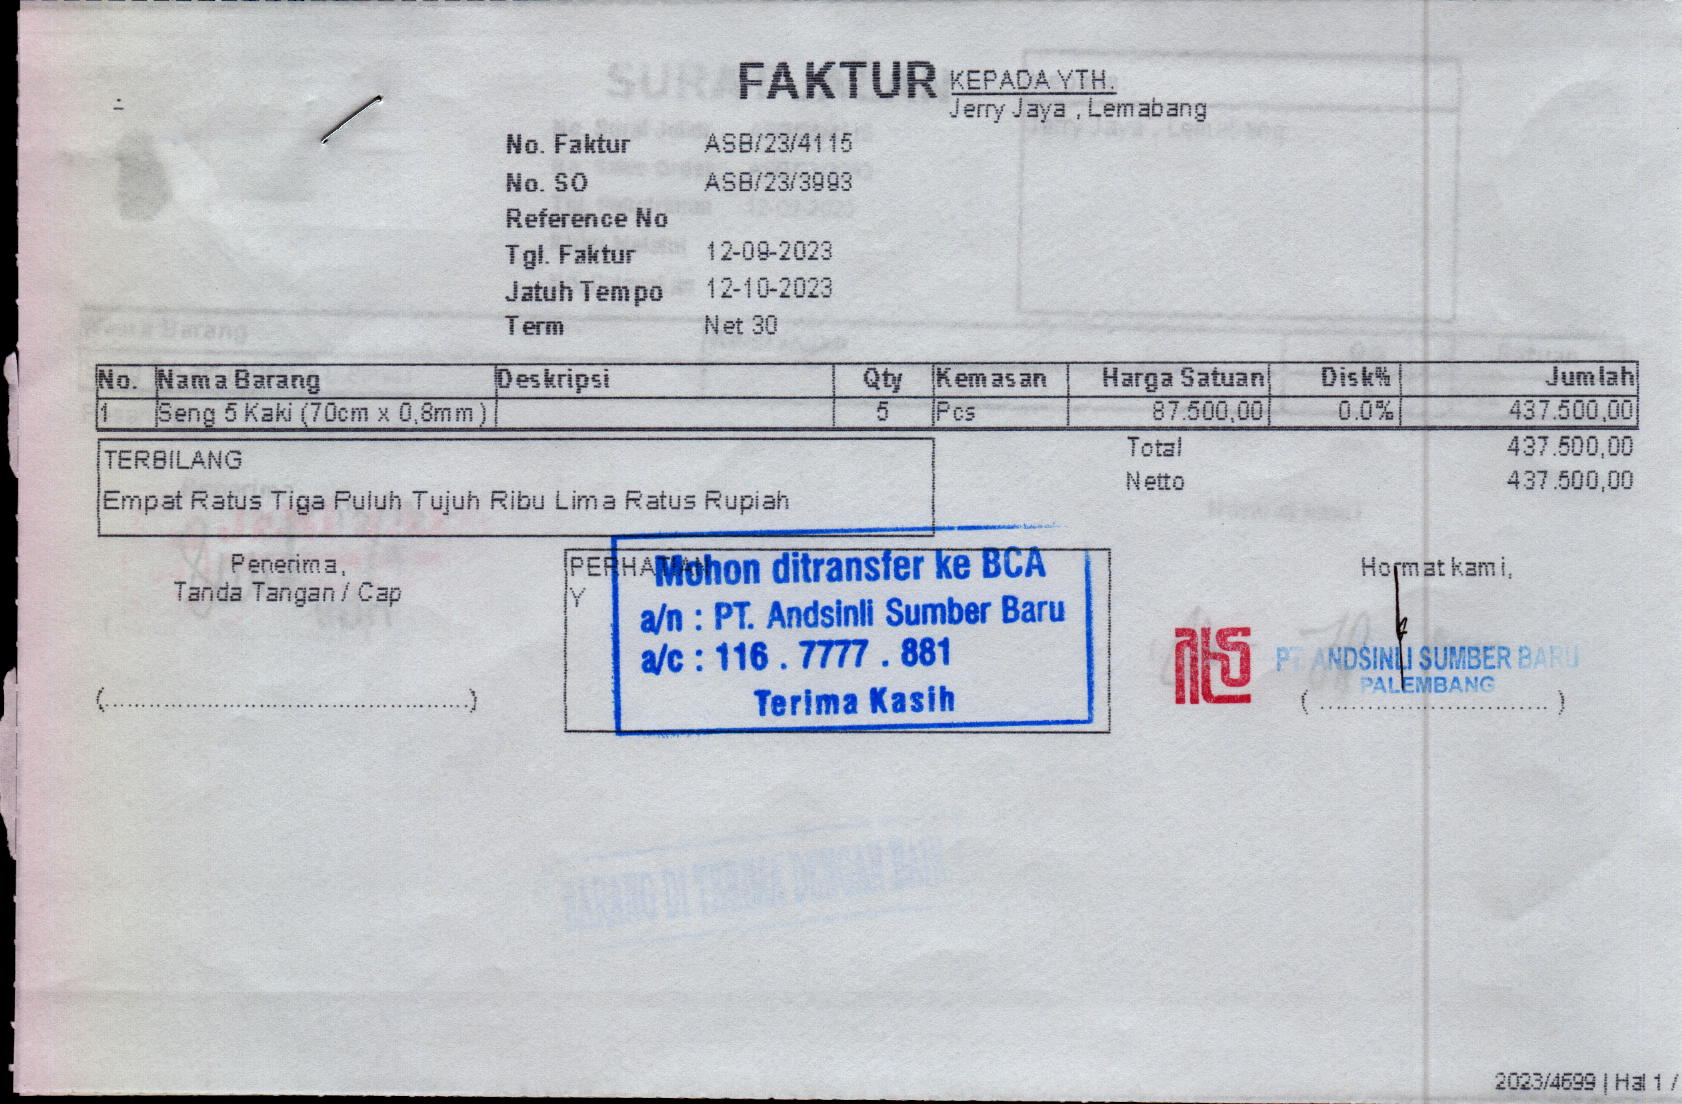 FAKTUR
KEPADA YTH.
Jerry Jaya , Lemabang
No. Faktur ASB/23/4115
No. SO ASB/23/3993
Reference No
Tgl. Faktur 12-09-2023
Jatuh Tempo 12-10-2023
Term Net 30
No. Nama Barang Deskripsi Qty Kemasan Harga Satuan Disk% Jumlah
1 Seng 5 Kaki (70cm x 0,8mm) 5 Pcs 87.500,00 0.0% 437.500,00
Total 437.500,00
Netto 437.500,00
TERBILANG
Empat Ratus Tiga Puluh Tujuh Ribu Lima Ratus Rupiah
Penerima,
Tanda Tangan / Cap
(............................................)
PERHATIAN
Y
Mohon ditransfer ke BCA
a/n : PT. Andsinli Sumber Baru
a/c : 116 . 7777 . 881
Terima Kasih
Hormat kami,
PT. ANDSINLI SUMBER BARU
PALEMBANG
(............................)
2023/4699 | Hal 1 /